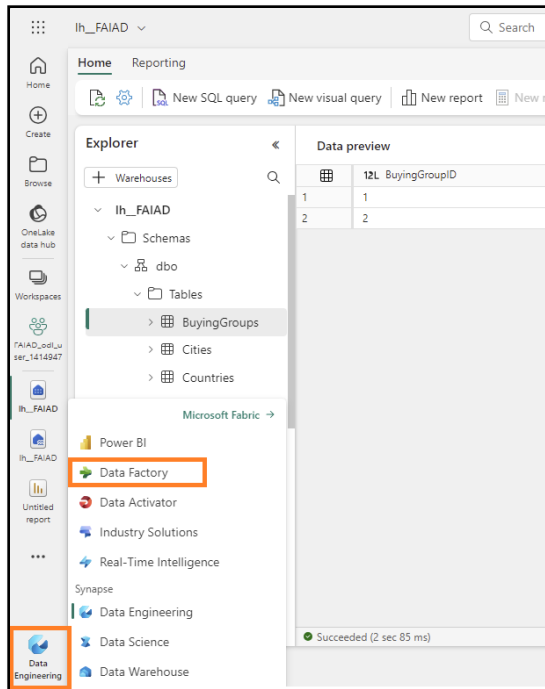 lh_FAIAD
Search
Home
Home Reporting
New SQL query New visual query New report New
Create
Explorer
Data preview
Browse
Warehouses
12L BuyingGroupID
1 1
2 2
lh_FAIAD
OneLake
data hub
Schemas
dbo
Workspaces
Tables
BuyingGroups
FAIAD_odl_u
ser_1414947
Cities
Countries
lh_FAIAD
Microsoft Fabric →
Power BI
lh_FAIAD
Data Factory
Data Activator
Untitled
report
Industry Solutions
Real-Time Intelligence
Synapse
Data Engineering
Data Science
Succeeded (2 sec 85 ms)
Data
Engineering
Data Warehouse